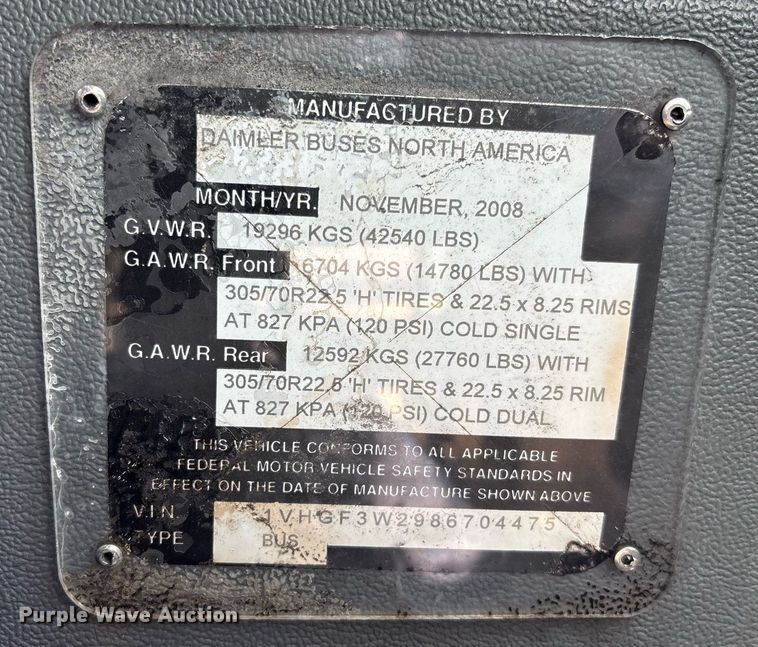 MANUFACTURED BY
DAIMLER BUSES NORTH AMERICA
MONTH/YR. NOVEMBER, 2008
G.V.W.R. 19296 KGS (42540 LBS)
G.A.W.R. Front 6704 KGS (14780 LBS) WITH
305/70R22.5 'H' TIRES & 22.5 x 8.25 RIMS
AT 827 KPA (120 PSI) COLD SINGLE
G.A.W.R. Rear 12592 KGS (27760 LBS) WITH
305/70R22.5 'H' TIRES & 22.5 x 8.25 RIM
AT 827 KPA (120 PSI) COLD DUAL
THIS VEHICLE CONFORMS TO ALL APPLICABLE
FEDERAL MOTOR VEHICLE SAFETY STANDARDS IN
EFFECT ON THE DATE OF MANUFACTURE SHOWN ABOVE
V.I.N. 1VHGF3W2986704475
TYPE BUS
Purple Wave Auction